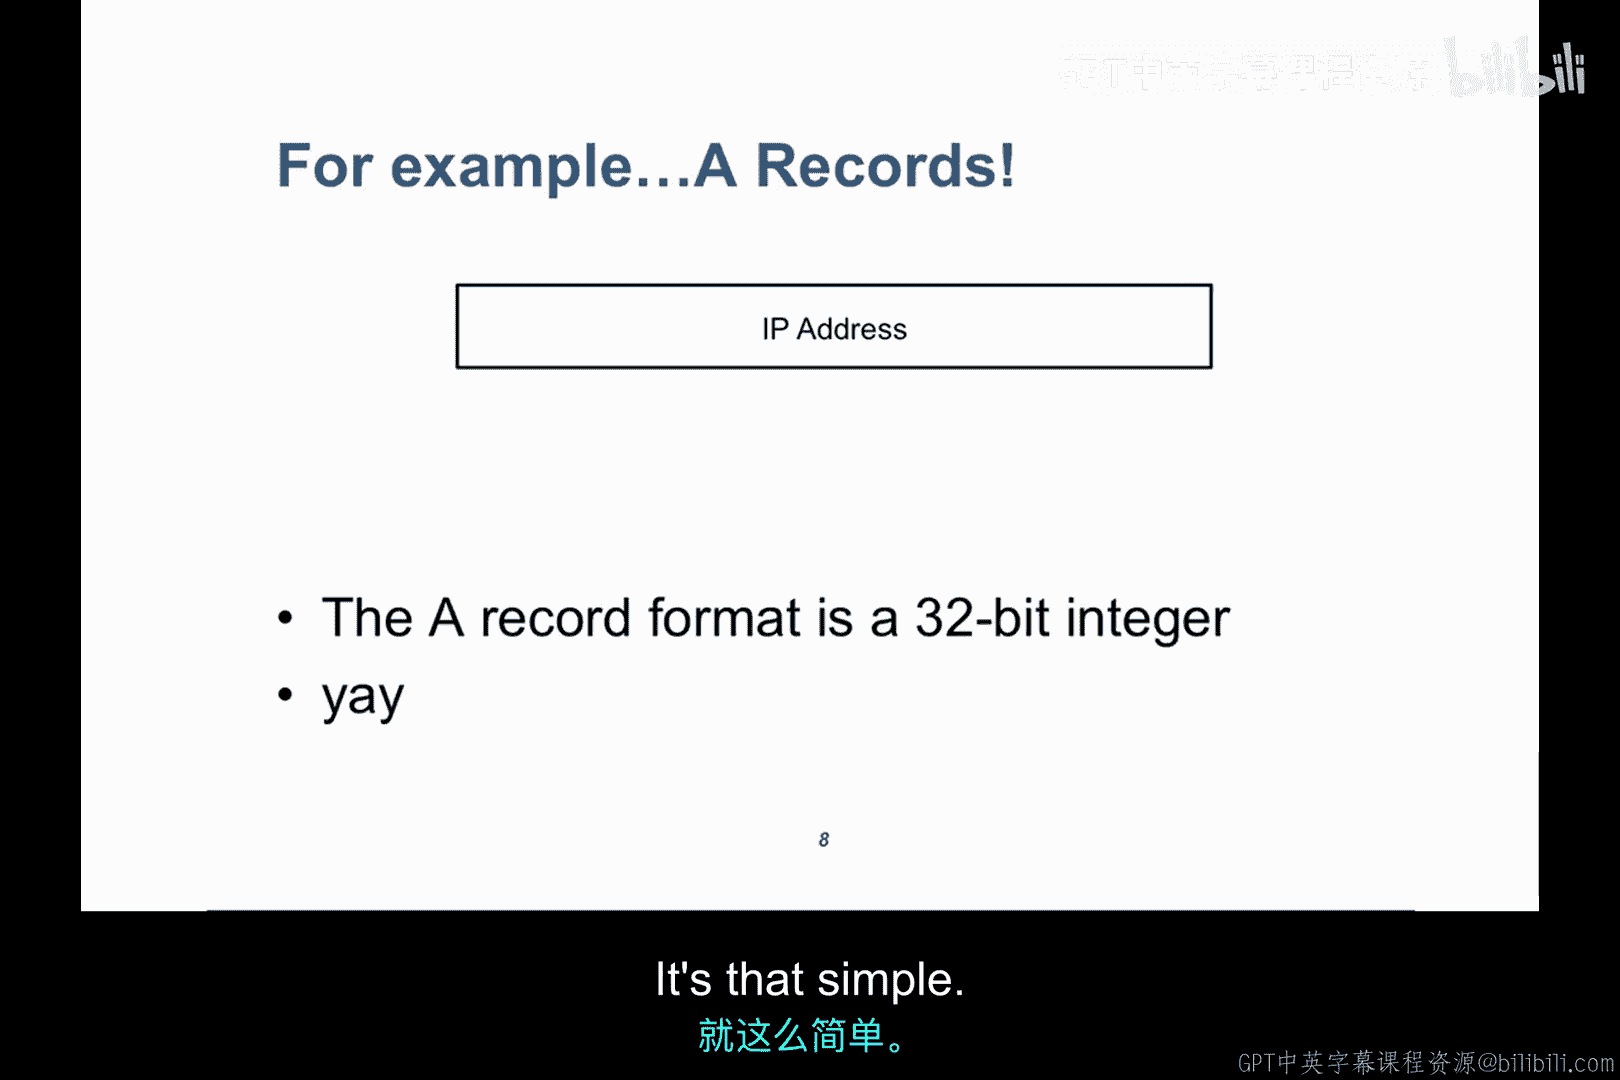 bilibili
For example…A Records!
IP Address
• The A record format is a 32-bit integer
• yay
8
It's that simple.
就这么简单。
GPT中英字幕课程资源@bilibili.com